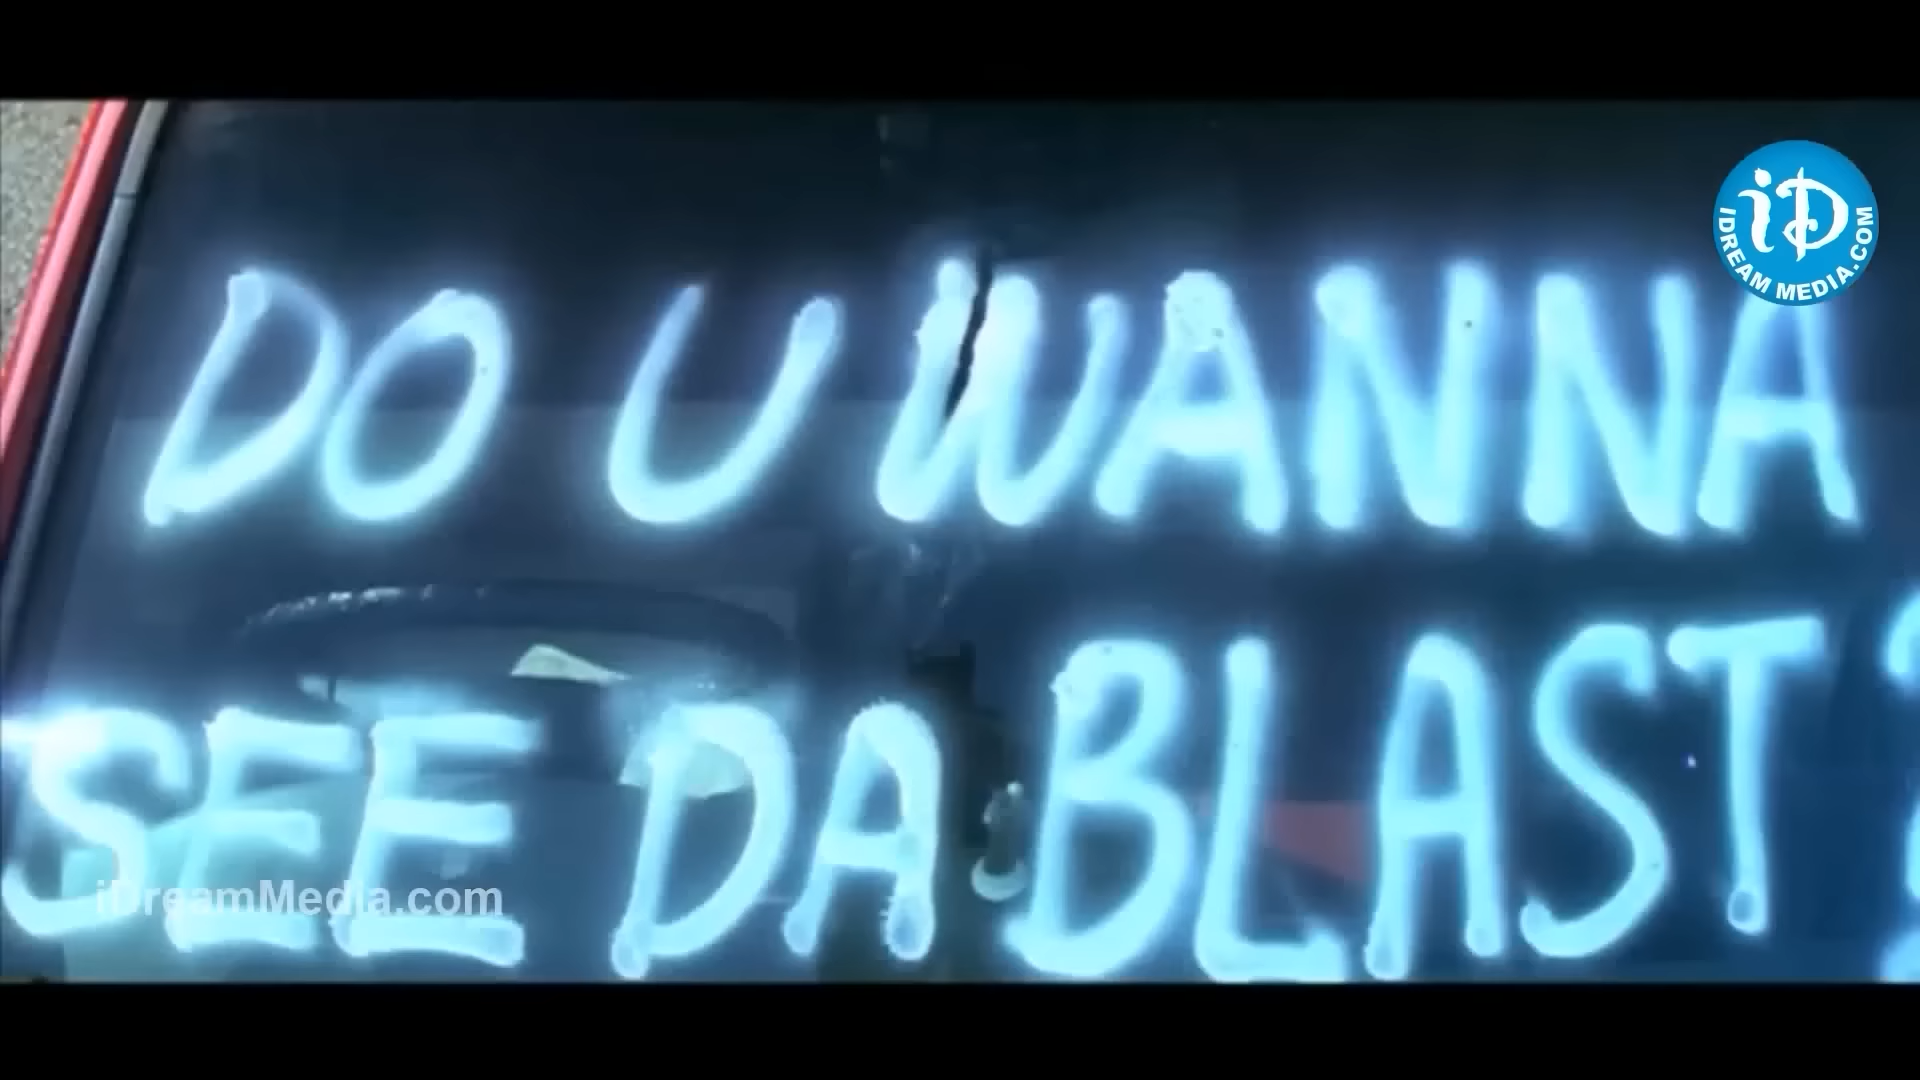 iD
IDREAM MEDIA.COM
DO U WANNA
SEE DA BLAST ?
iDreamMedia.com